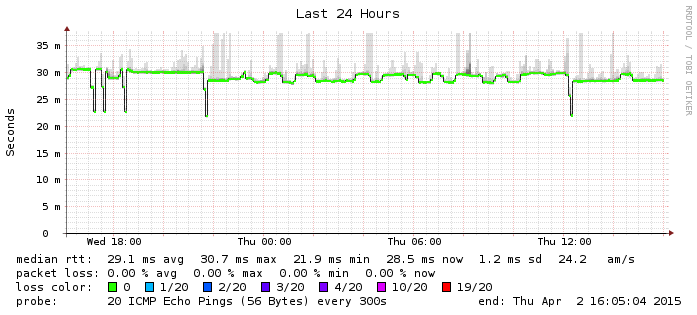 Last 24 Hours
RRDTOOL / TOBI OETIKER
Seconds
35 m
30 m
25 m
20 m
15 m
10 m
5 m
0
Wed 18:00 Thu 00:00 Thu 06:00 Thu 12:00
median rtt: 29.1 ms avg 30.7 ms max 21.9 ms min 28.5 ms now 1.2 ms sd 24.2 am/s
packet loss: 0.00 % avg 0.00 % max 0.00 % min 0.00 % now
loss color: 0 1/20 2/20 3/20 4/20 10/20 19/20
probe: 20 ICMP Echo Pings (56 Bytes) every 300s end: Thu Apr 2 16:05:04 2015